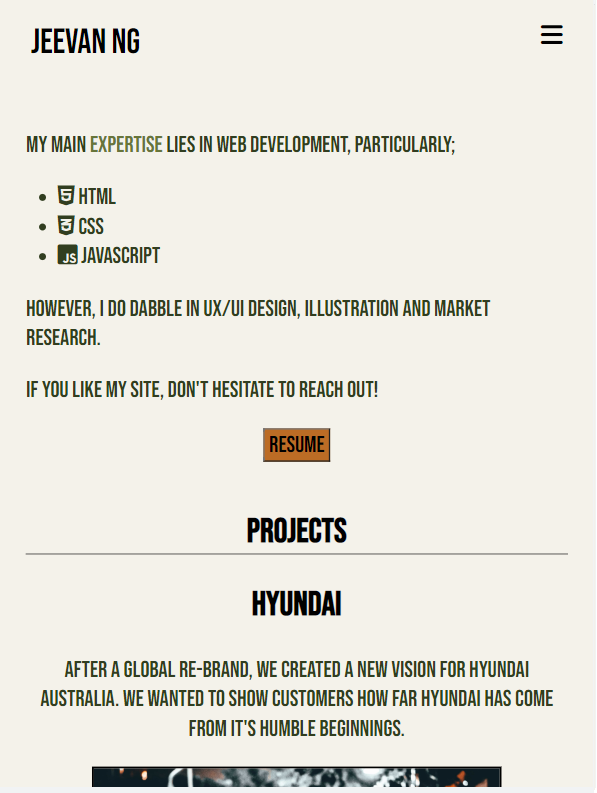 JEEVAN NG
MY MAIN EXPERTISE LIES IN WEB DEVELOPMENT, PARTICULARLY;
HTML
CSS
JS JAVASCRIPT
HOWEVER, I DO DABBLE IN UX/UI DESIGN, ILLUSTRATION AND MARKET
RESEARCH.
IF YOU LIKE MY SITE, DON'T HESITATE TO REACH OUT!
RESUME
PROJECTS
HYUNDAI
AFTER A GLOBAL RE-BRAND, WE CREATED A NEW VISION FOR HYUNDAI
AUSTRALIA. WE WANTED TO SHOW CUSTOMERS HOW FAR HYUNDAI HAS COME
FROM IT'S HUMBLE BEGINNINGS.